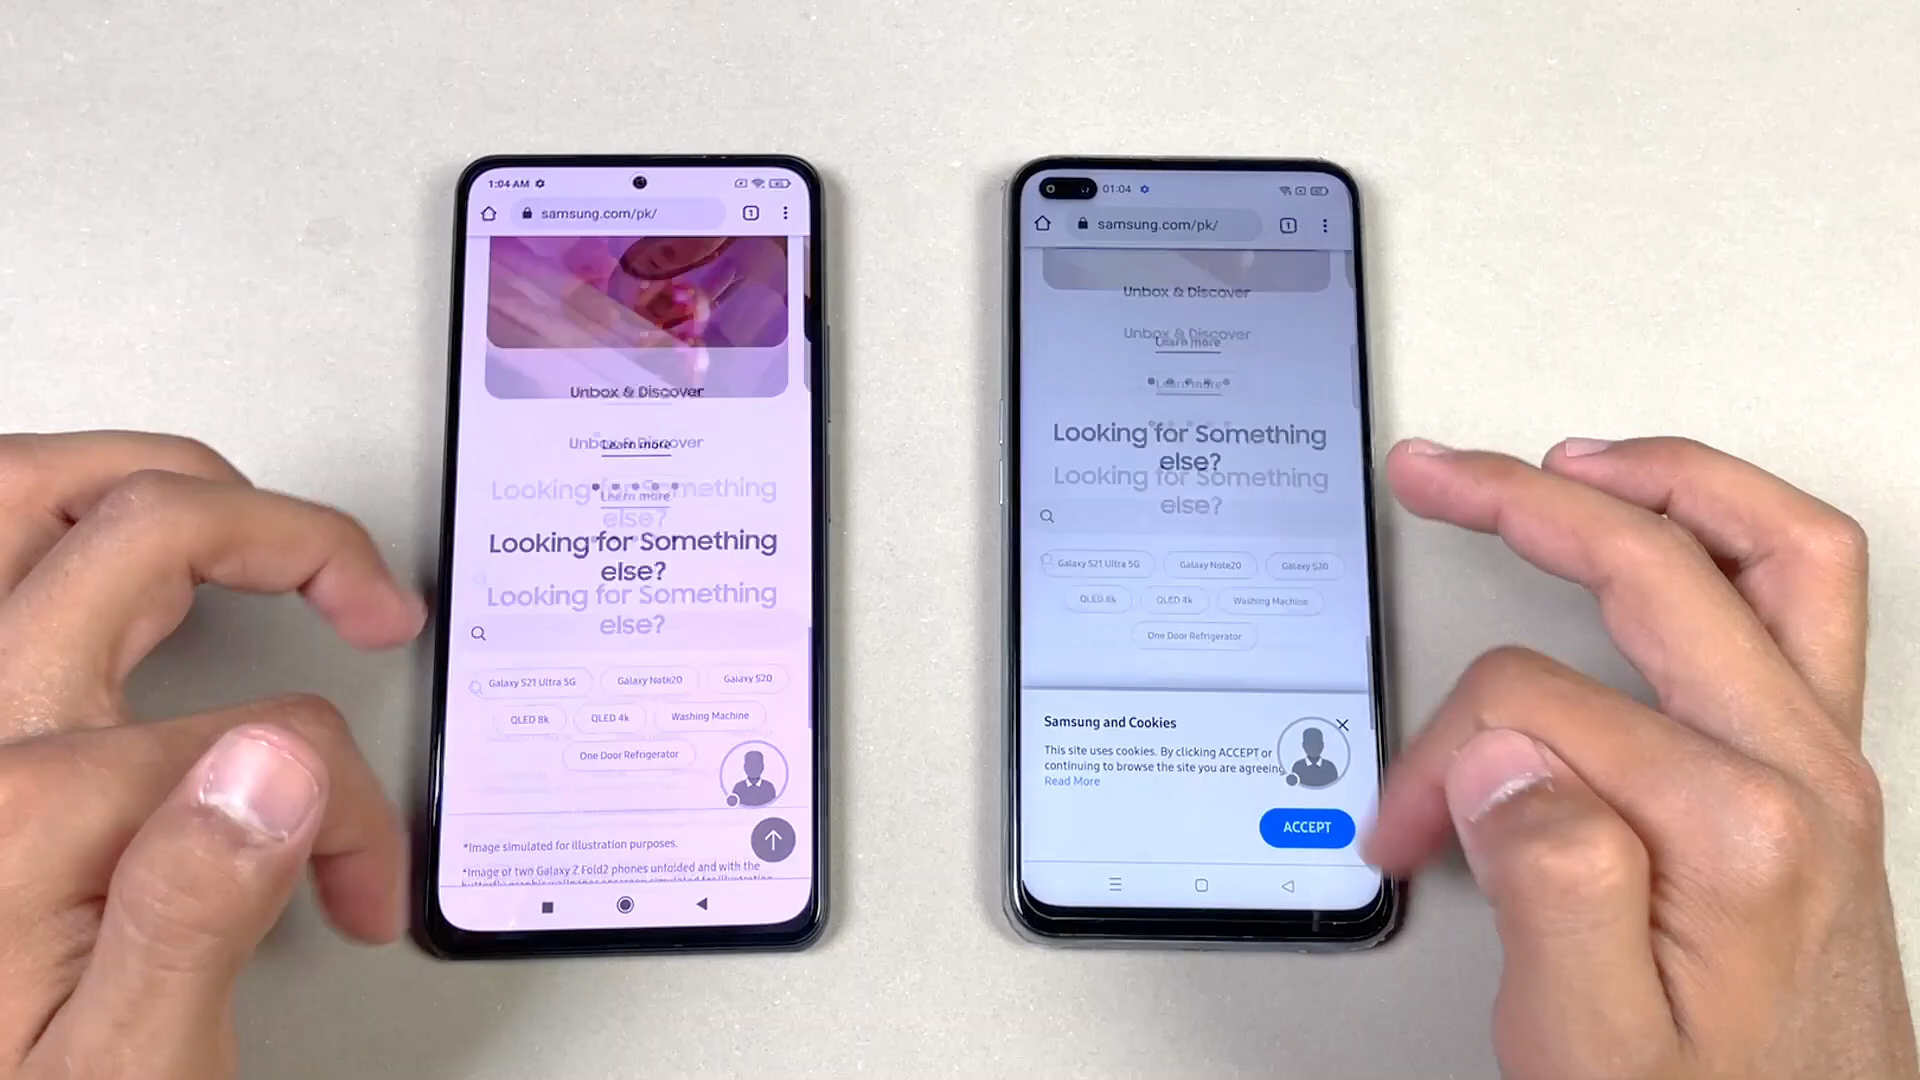 1:04 AM
samsung.com/pk/
1
Unbox & Discover
Unbox & Discover
Learn more
Looking for Something
else?
Learn more
Looking for Something
else?
Looking for Something
else?
Galaxy S21 Ultra 5G
Galaxy Note20
Galaxy S20
QLED 8k
QLED 4k
Washing Machine
One Door Refrigerator
*Image simulated for illustration purposes.
*Image of two Galaxy Z Fold2 phones unfolded and with the
01:04
samsung.com/pk/
1
Unbox & Discover
Unbox & Discover
Learn more
Learn more
Looking for Something
else?
Looking for Something
else?
Galaxy S21 Ultra 5G
Galaxy Note20
Galaxy S20
QLED 8k
QLED 4k
Washing Machine
One Door Refrigerator
Samsung and Cookies
This site uses cookies. By clicking ACCEPT or
continuing to browse the site you are agreeing
Read More
ACCEPT